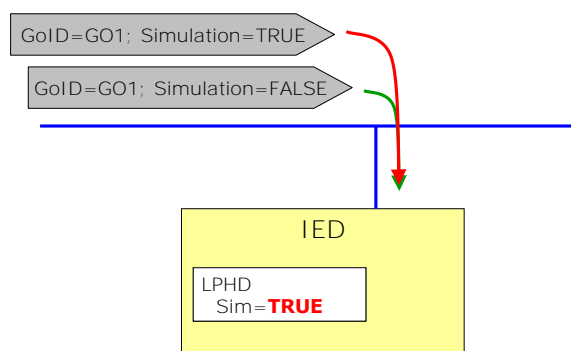 GoID=GO1; Simulation=TRUE
GoID=GO1; Simulation=FALSE
IED
LPHD
Sim=TRUE